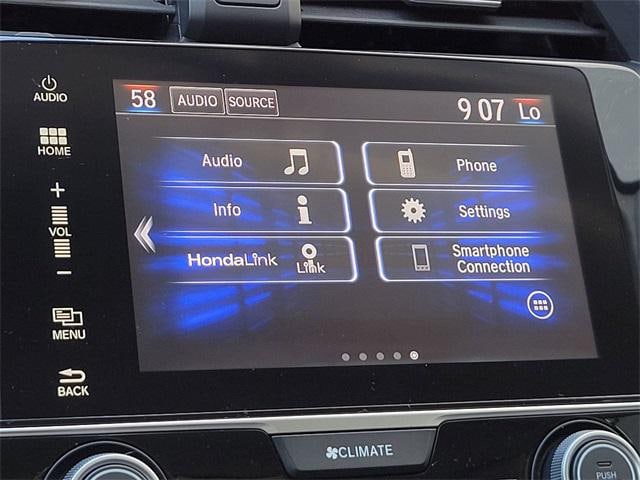 AUDIO
58 AUDIO SOURCE 9 07 Lo
HOME
Audio
Phone
+
VOL
−
Info
Settings
HondaLink Link
Smartphone
Connection
MENU
BACK
CLIMATE
PUSH